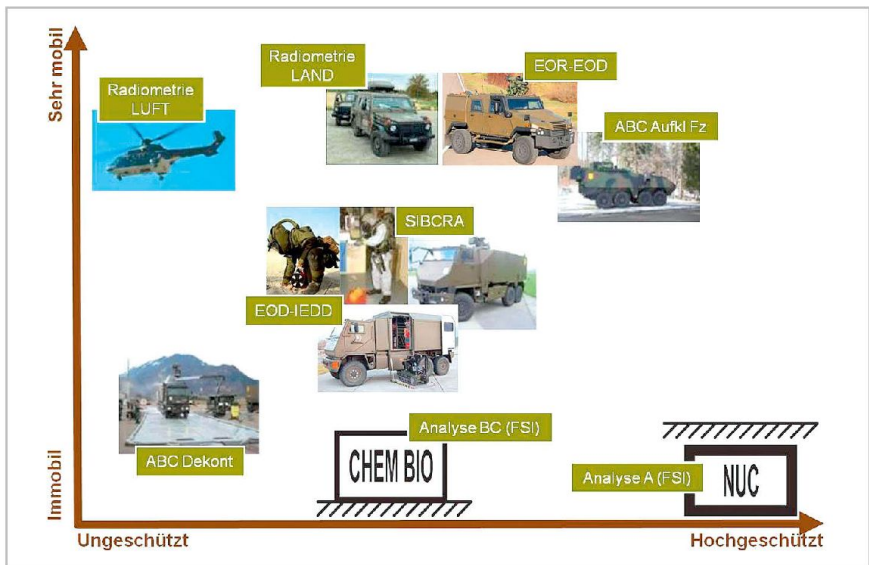 Sehr mobil
Radiometrie
LUFT
Radiometrie
LAND
EOR-EOD
ABC Aufkl Fz
SIBCRA
EOD-IEDD
ABC Dekont
Analyse BC (FSI)
CHEM BIO
Analyse A (FSI)
NUC
Immobil
Ungeschützt
Hochgeschützt